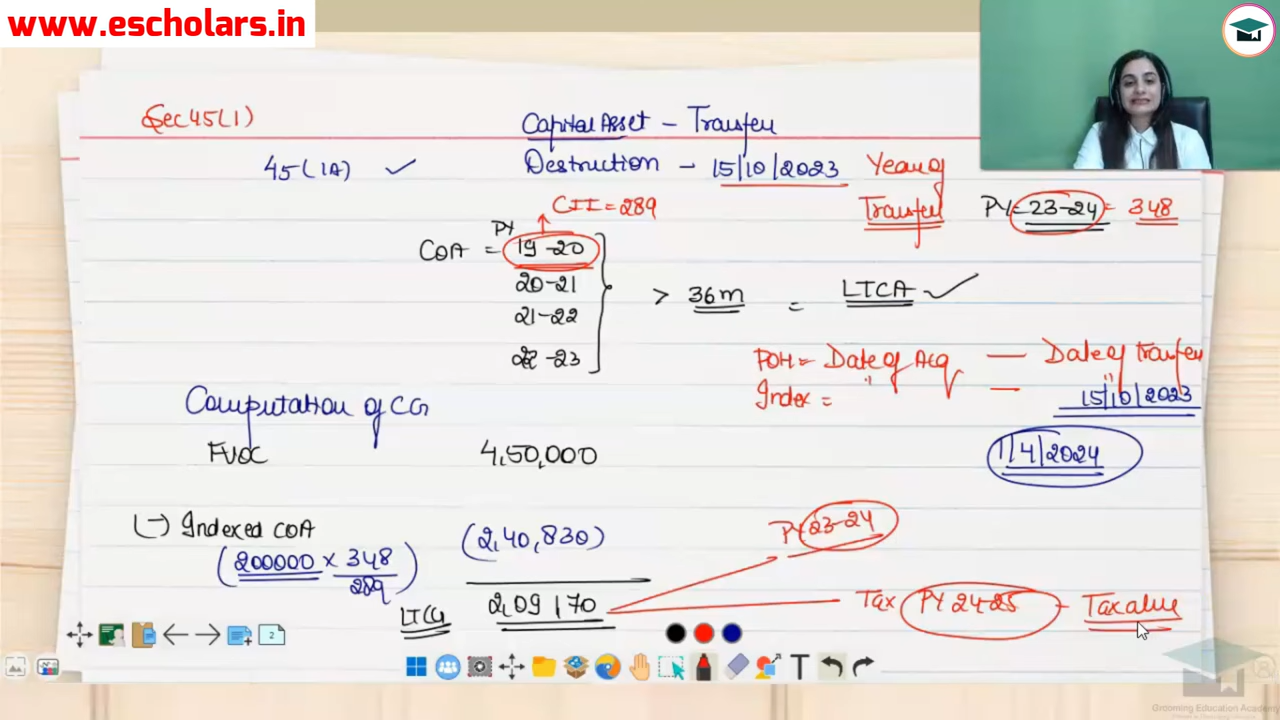 www.escholars.in
Sec 45(1)
Capital Asset - Transfer
45(1A) ✓
Destruction - 15/10/2023
Year of
Transfer
PY = 23-24 = 348
CII = 289
PY
COA = 19-20
20-21
21-22
22-23
> 36m = LTCA ✓
POH = Date of Acq — Date of Transfer
Index = " — "
15/10/2023
1/4/2024
Computation of CG
FVOC 4,50,000
(-) Indexed COA (2,40,830)
(200000 × 348
289)
LTCG 2,09,170
PY 23-24
Tax PY 24-25 - Taxable
2
T
Grooming Education Academy